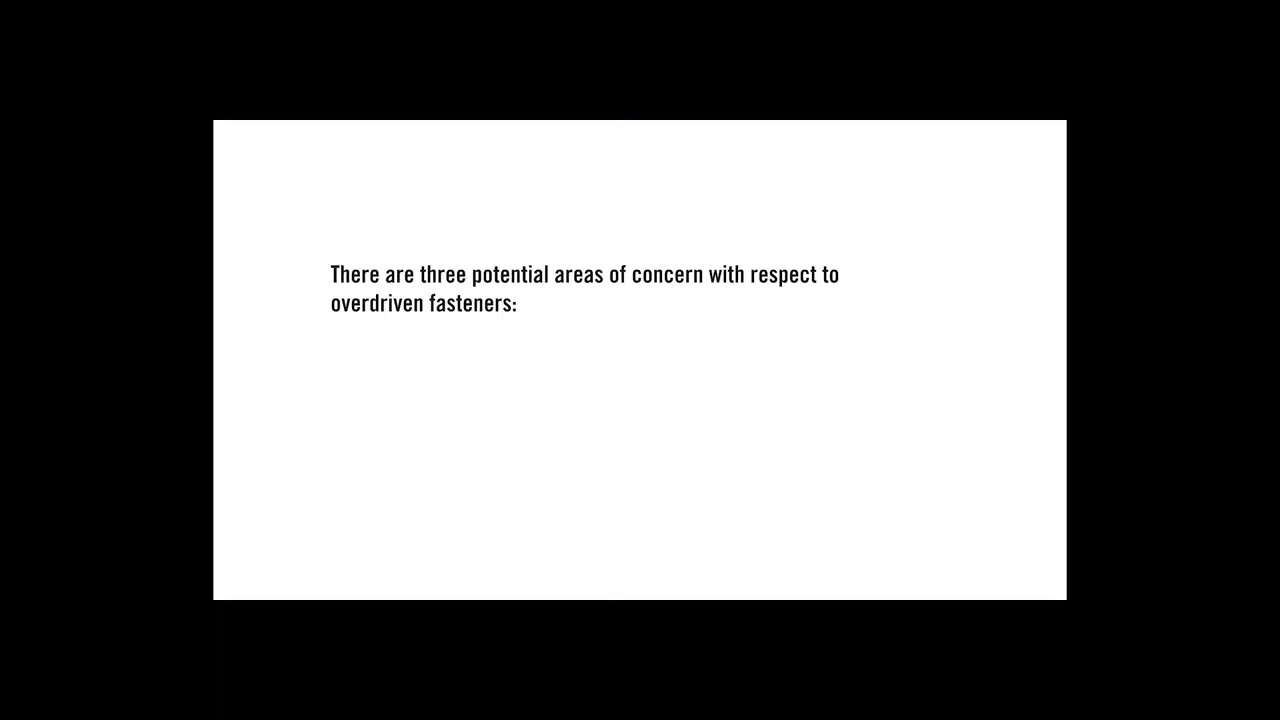 There are three potential areas of concern with respect to
overdriven fasteners: